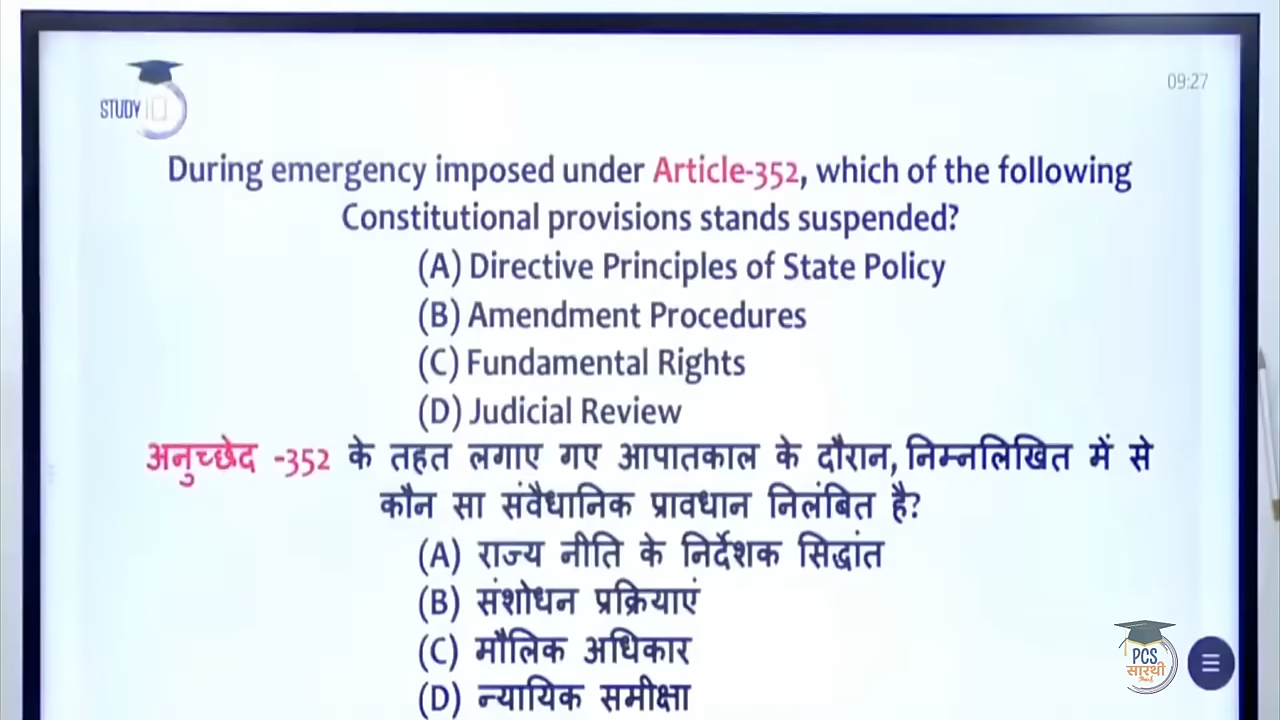 STUDY
09:27
During emergency imposed under Article-352, which of the following
Constitutional provisions stands suspended?
(A) Directive Principles of State Policy
(B) Amendment Procedures
(C) Fundamental Rights
(D) Judicial Review
अनुच्छेद -352 के तहत लगाए गए आपातकाल के दौरान, निम्नलिखित में से
कौन सा संवैधानिक प्रावधान निलंबित है?
(A) राज्य नीति के निर्देशक सिद्धांत
(B) संशोधन प्रक्रियाएं
(C) मौलिक अधिकार
(D) न्यायिक समीक्षा
PCS
सारथी